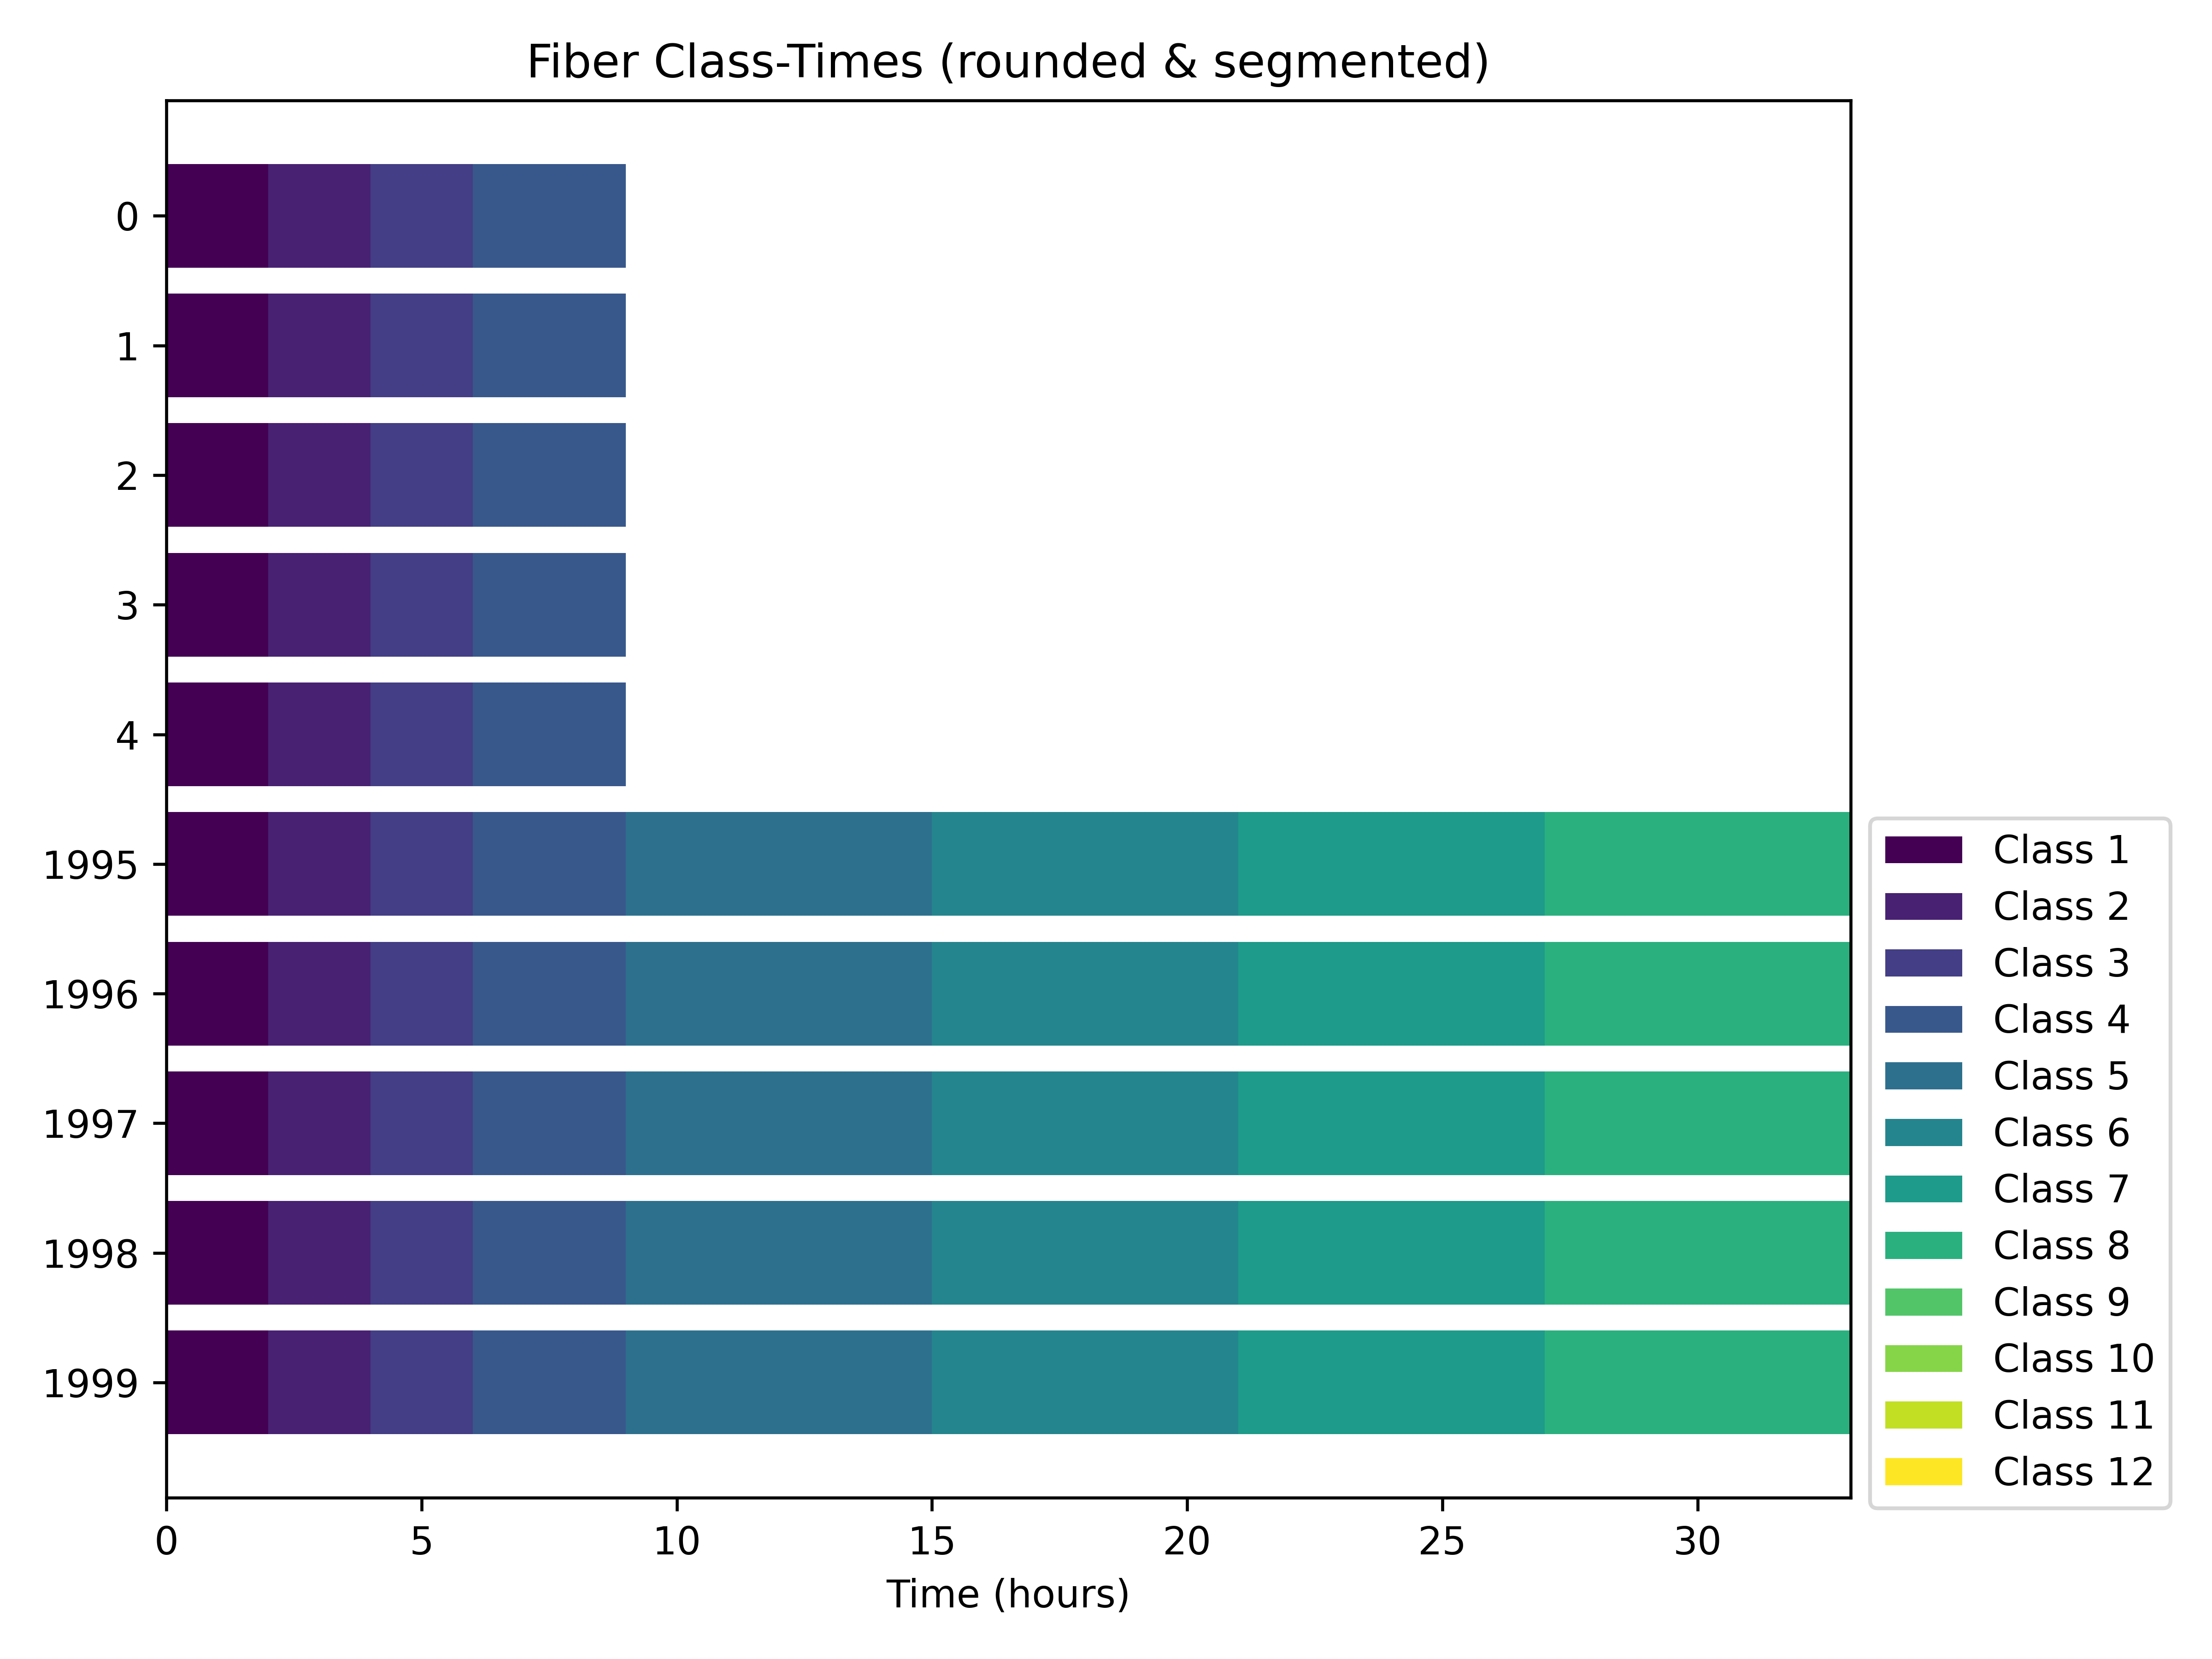 Fiber Class-Times (rounded & segmented)
0
1
2
3
4
1995
1996
1997
1998
1999
0 5 10 15 20 25 30
Time (hours)
Class 1
Class 2
Class 3
Class 4
Class 5
Class 6
Class 7
Class 8
Class 9
Class 10
Class 11
Class 12